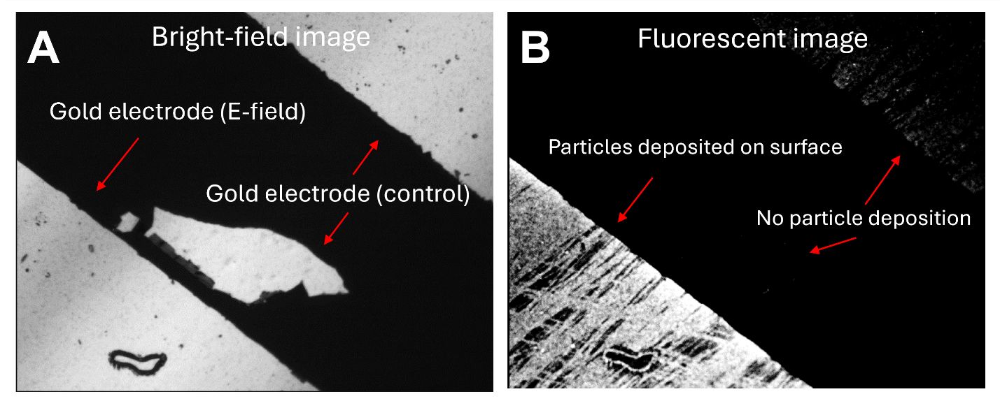 A
Bright-field image
Gold electrode (E-field)
Gold electrode (control)
B
Fluorescent image
Particles deposited on surface
No particle deposition